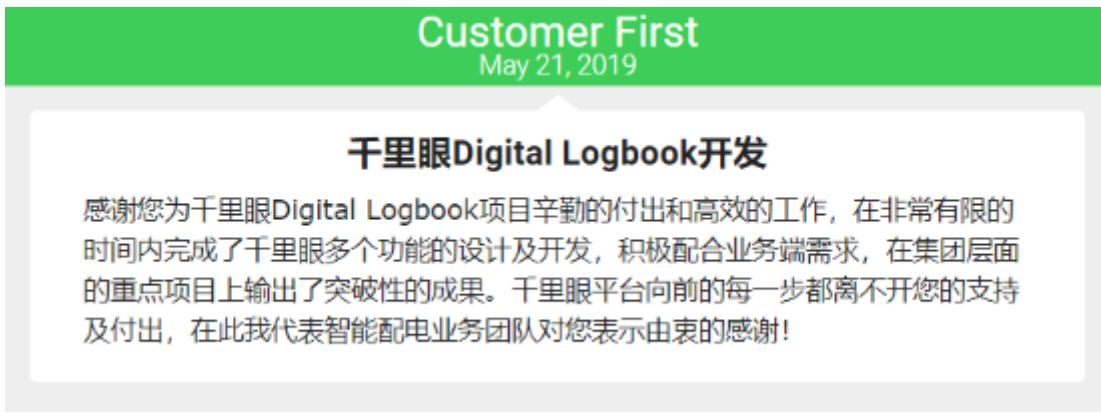 Customer First
May 21, 2019
千里眼Digital Logbook开发
感谢您为千里眼Digital Logbook项目辛勤的付出和高效的工作，在非常有限的
时间内完成了千里眼多个功能的设计及开发，积极配合业务端需求，在集团层面
的重点项目上输出了突破性的成果。千里眼平台向前的每一步都离不开您的支持
及付出，在此我代表智能配电业务团队对您表示由衷的感谢！